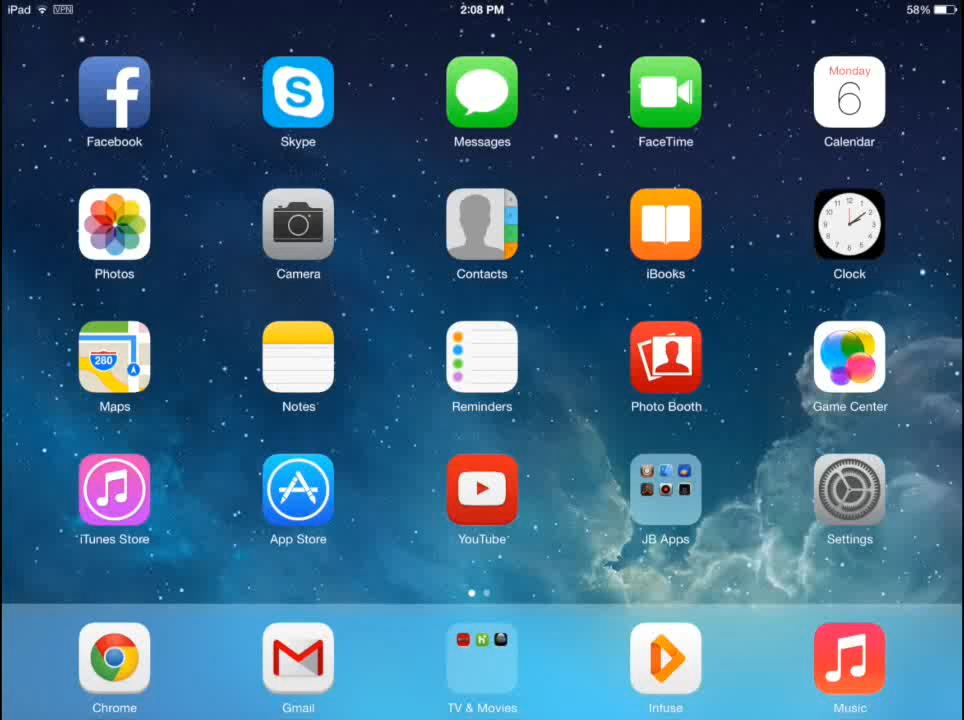 iPad VPN 2:08 PM 58%
Monday
6
Facebook Skype Messages FaceTime Calendar
Photos Camera Contacts iBooks Clock
280
Maps Notes Reminders Photo Booth Game Center
iTunes Store App Store YouTube JB Apps Settings
Chrome Gmail TV & Movies Infuse Music